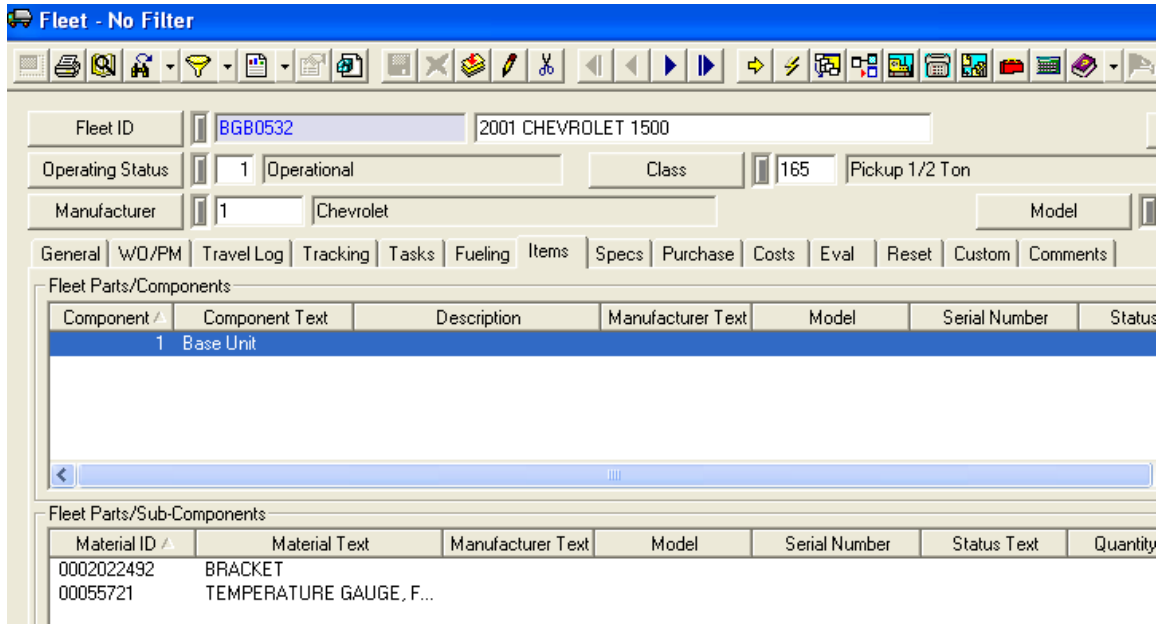 Fleet - No Filter
Fleet ID BGB0532 2001 CHEVROLET 1500
Operating Status 1 Operational Class 165 Pickup 1/2 Ton
Manufacturer 1 Chevrolet Model
General WO/PM Travel Log Tracking Tasks Fueling Items Specs Purchase Costs Eval Reset Custom Comments
Fleet Parts/Components
Component Component Text Description Manufacturer Text Model Serial Number Status
1 Base Unit
Fleet Parts/Sub-Components
Material ID Material Text Manufacturer Text Model Serial Number Status Text Quantity
0002022492 BRACKET
00055721 TEMPERATURE GAUGE, F...